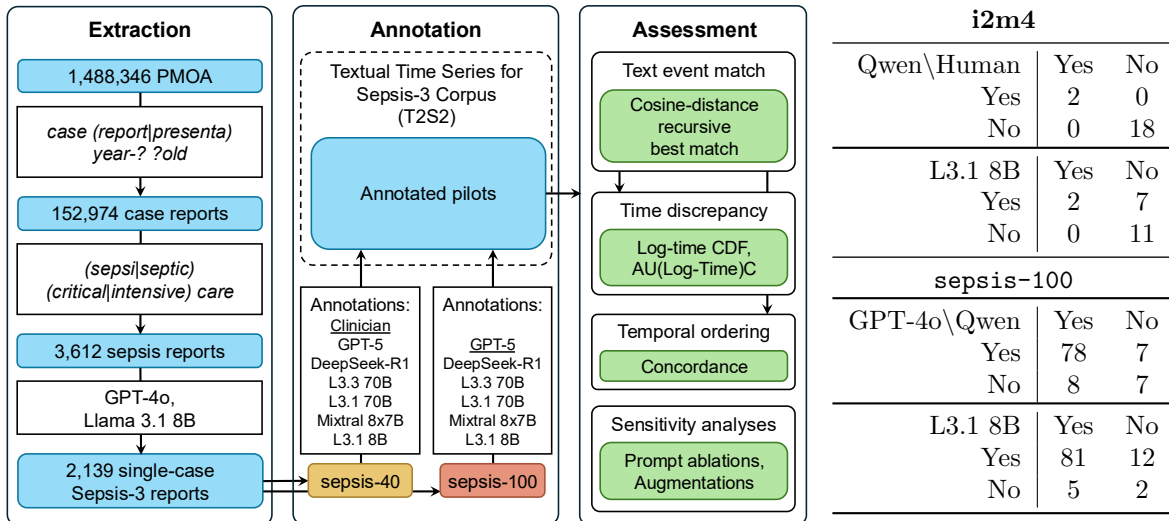 Extraction
1,488,346 PMOA
case (report|presenta)
year-? ?old
152,974 case reports
(sepsi|septic)
(critical|intensive) care
3,612 sepsis reports
GPT-4o,
Llama 3.1 8B
2,139 single-case
Sepsis-3 reports
Annotation
Textual Time Series for
Sepsis-3 Corpus
(T2S2)
Annotated pilots
Annotations:
Clinician
GPT-5
DeepSeek-R1
L3.3 70B
L3.1 70B
Mixtral 8x7B
L3.1 8B
sepsis-40
Annotations:
GPT-5
DeepSeek-R1
L3.3 70B
L3.1 70B
Mixtral 8x7B
L3.1 8B
sepsis-100
Assessment
Text event match
Cosine-distance
recursive
best match
Time discrepancy
Log-time CDF,
AU(Log-Time)C
Temporal ordering
Concordance
Sensitivity analyses
Prompt ablations,
Augmentations
i2m4
Qwen\Human Yes No
Yes 2 0
No 0 18
L3.1 8B Yes No
Yes 2 7
No 0 11
sepsis-100
GPT-4o\Qwen Yes No
Yes 78 7
No 8 7
L3.1 8B Yes No
Yes 81 12
No 5 2